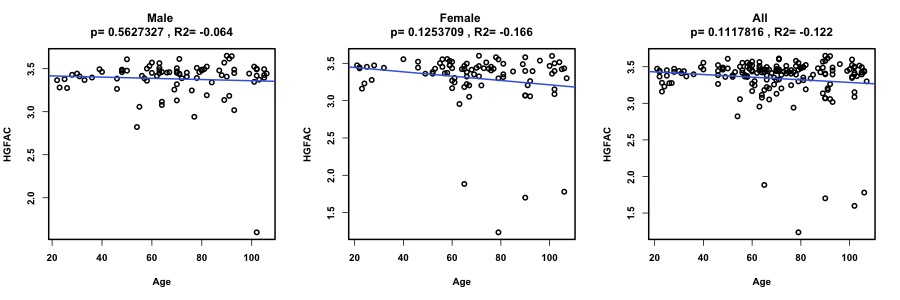 Male
p= 0.5627327 , R2= -0.064
HGFAC
3.5
3.0
2.5
2.0
20 40 60 80 100
Age
Female
p= 0.1253709 , R2= -0.166
HGFAC
3.5
3.0
2.5
2.0
1.5
20 40 60 80 100
Age
All
p= 0.1117816 , R2= -0.122
HGFAC
3.5
3.0
2.5
2.0
1.5
20 40 60 80 100
Age